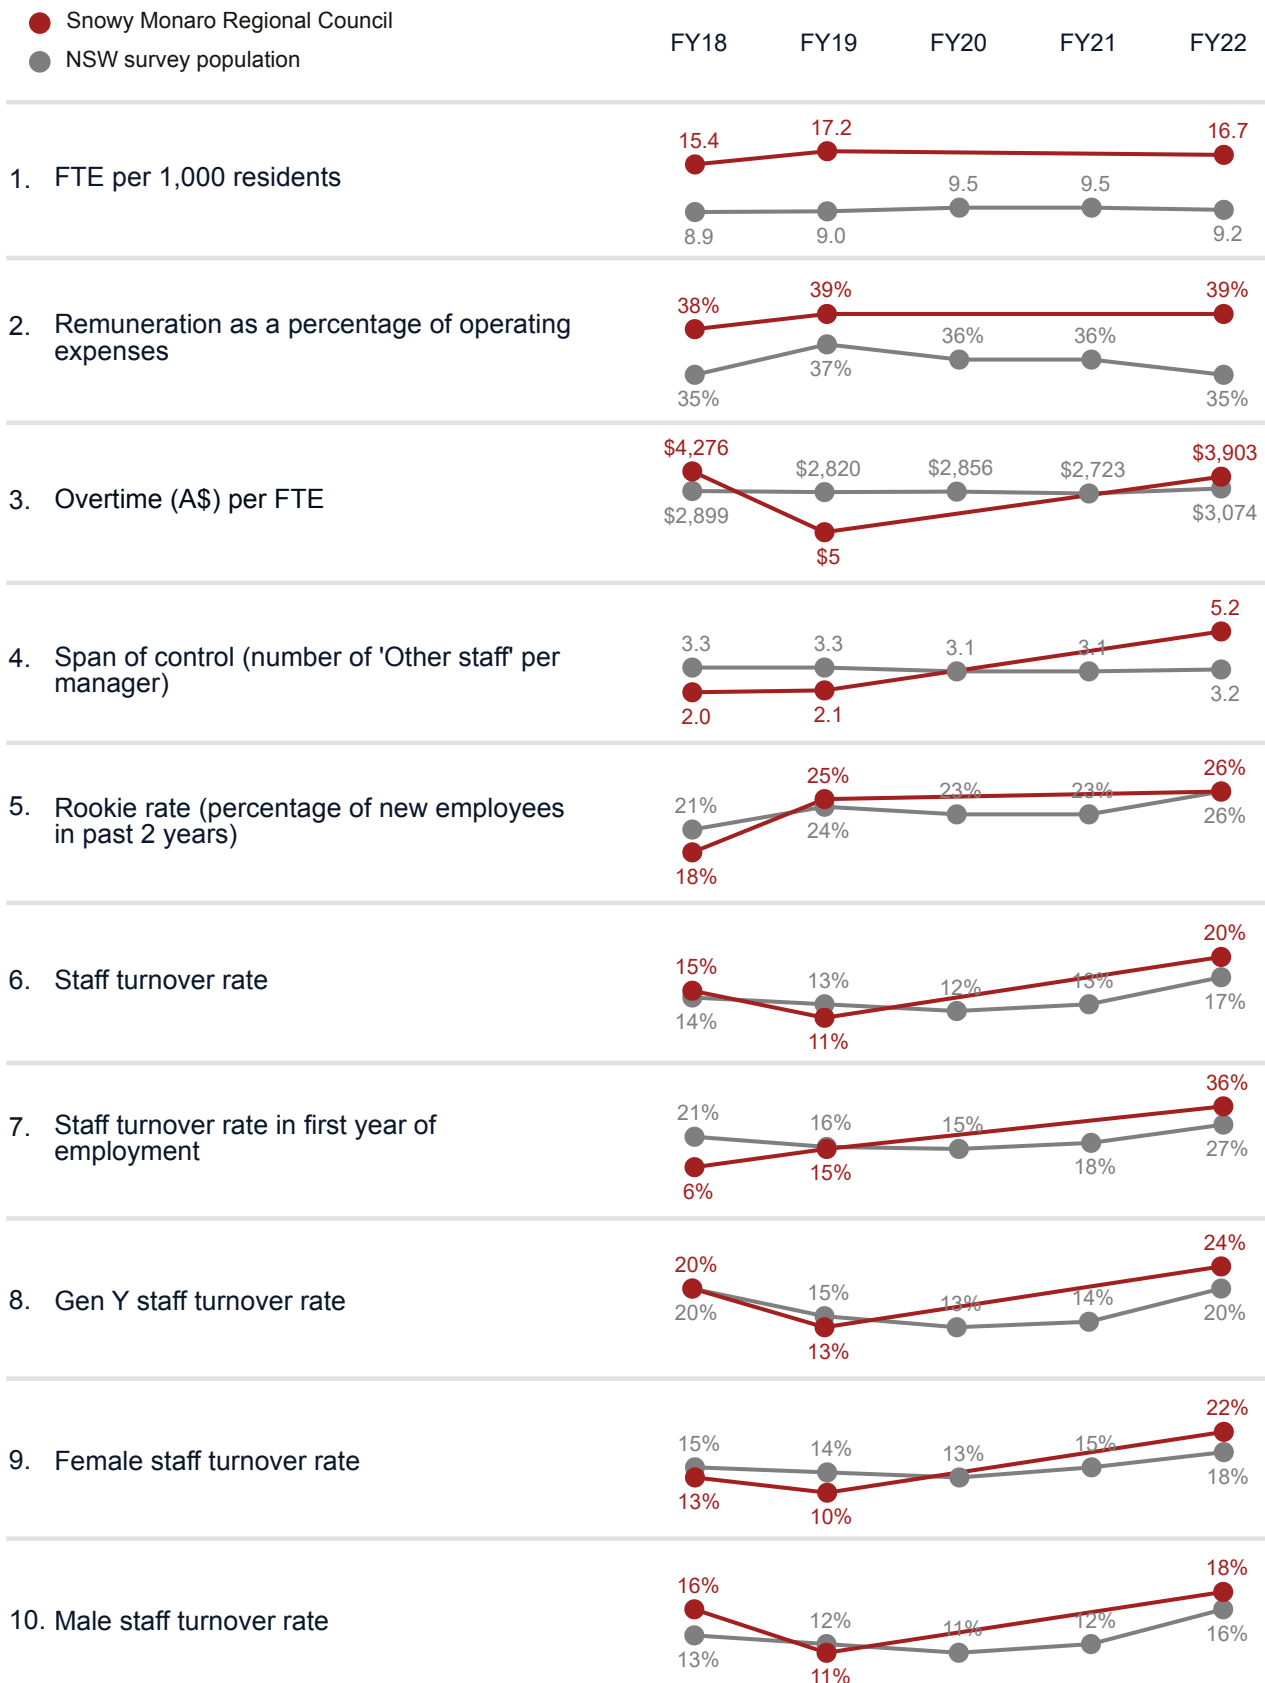 Snowy Monaro Regional Council
NSW survey population
FY18 FY19 FY20 FY21 FY22
1. FTE per 1,000 residents
15.4 17.2 16.7
9.5 9.5
8.9 9.0 9.2
2. Remuneration as a percentage of operating
expenses
38% 39% 39%
36% 36%
35% 37% 35%
3. Overtime (A$) per FTE
$4,276 $3,903
$2,820 $2,856 $2,723
$2,899 $3,074
$5
4. Span of control (number of 'Other staff' per
manager)
5.2
3.3 3.3 3.1 3.1
3.2
2.0 2.1
5. Rookie rate (percentage of new employees
in past 2 years)
25% 26%
21% 23% 23%
24% 26%
18%
6. Staff turnover rate
20%
15% 13% 12% 13%
14% 17%
11%
7. Staff turnover rate in first year of
employment
36%
21% 16% 15%
15% 18% 27%
6%
8. Gen Y staff turnover rate
24%
20% 15% 13% 14%
20% 20%
13%
9. Female staff turnover rate
22%
15% 14% 13% 15%
18%
13% 10%
10. Male staff turnover rate
18%
16% 12% 11% 12%
13% 16%
11%